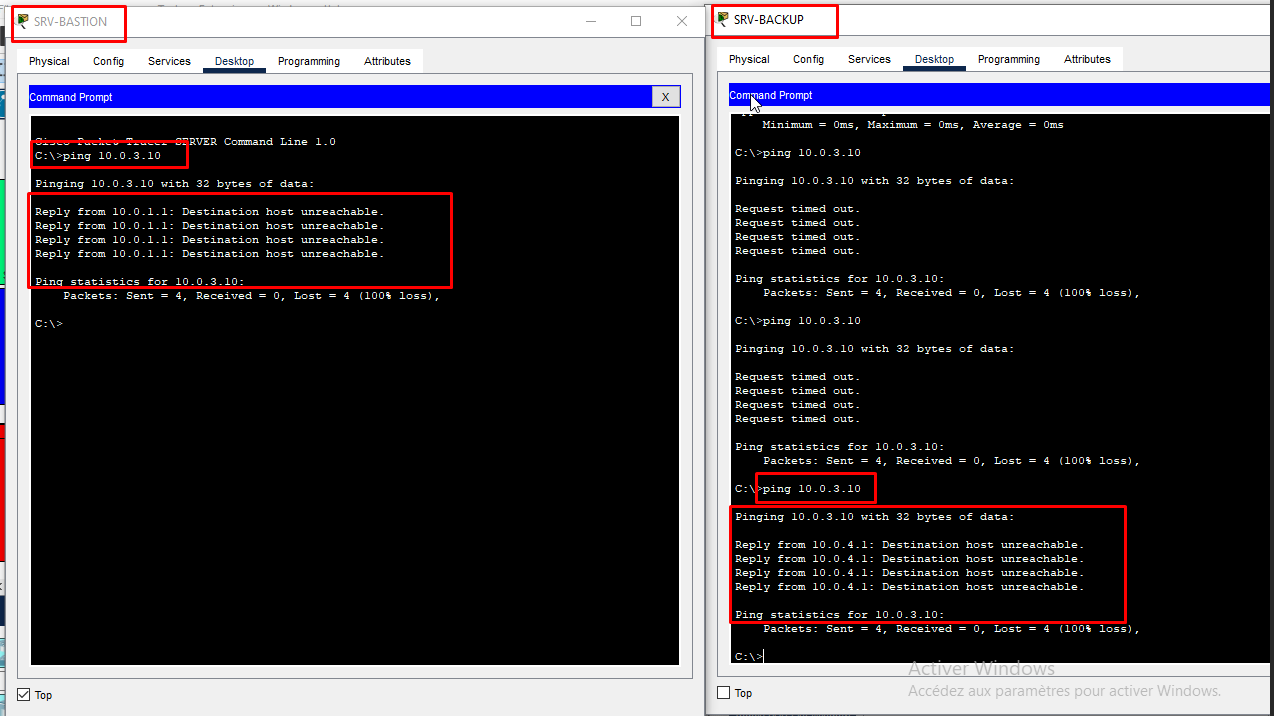 SRV-BASTION
Physical Config Services Desktop Programming Attributes
Command Prompt X
Cisco Packet Tracer SERVER Command Line 1.0
C:\>ping 10.0.3.10
Pinging 10.0.3.10 with 32 bytes of data:
Reply from 10.0.1.1: Destination host unreachable.
Reply from 10.0.1.1: Destination host unreachable.
Reply from 10.0.1.1: Destination host unreachable.
Reply from 10.0.1.1: Destination host unreachable.
Ping statistics for 10.0.3.10:
Packets: Sent = 4, Received = 0, Lost = 4 (100% loss),
C:\>
Top
SRV-BACKUP
Physical Config Services Desktop Programming Attributes
Command Prompt
Minimum = 0ms, Maximum = 0ms, Average = 0ms
C:\>ping 10.0.3.10
Pinging 10.0.3.10 with 32 bytes of data:
Request timed out.
Request timed out.
Request timed out.
Request timed out.
Ping statistics for 10.0.3.10:
Packets: Sent = 4, Received = 0, Lost = 4 (100% loss),
C:\>ping 10.0.3.10
Pinging 10.0.3.10 with 32 bytes of data:
Request timed out.
Request timed out.
Request timed out.
Request timed out.
Ping statistics for 10.0.3.10:
Packets: Sent = 4, Received = 0, Lost = 4 (100% loss),
C:\>ping 10.0.3.10
Pinging 10.0.3.10 with 32 bytes of data:
Reply from 10.0.4.1: Destination host unreachable.
Reply from 10.0.4.1: Destination host unreachable.
Reply from 10.0.4.1: Destination host unreachable.
Reply from 10.0.4.1: Destination host unreachable.
Ping statistics for 10.0.3.10:
Packets: Sent = 4, Received = 0, Lost = 4 (100% loss),
C:\>
Top
Activer Windows
Accédez aux paramètres pour activer Windows.